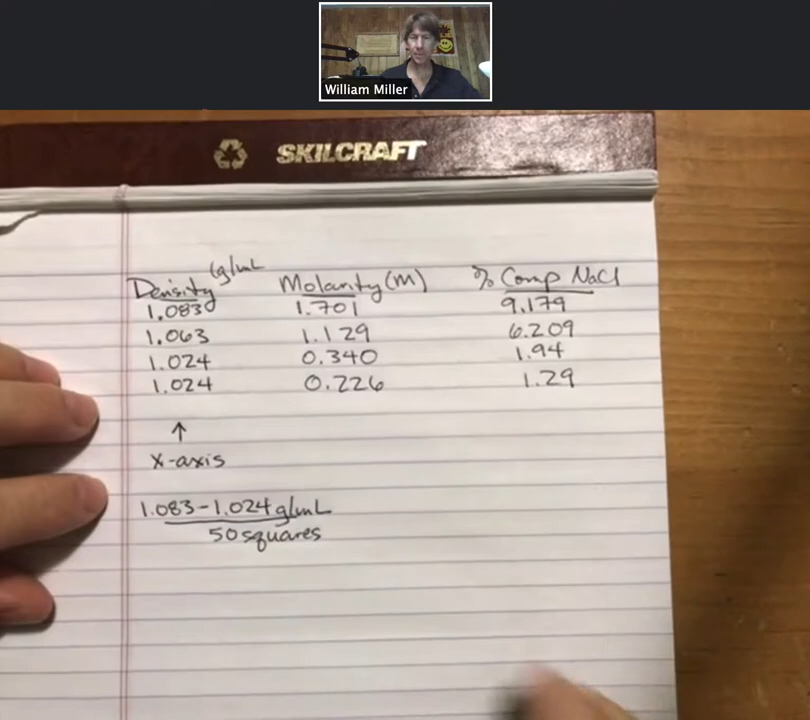 William Miller
SKILCRAFT
Density (g/mL Molarity (M) % Comp NaCl
1.083 1.701 9.179
1.063 1.129 6.209
1.024 0.340 1.94
1.024 0.226 1.29
↑
x-axis
1.083-1.024 g/mL
50 squares